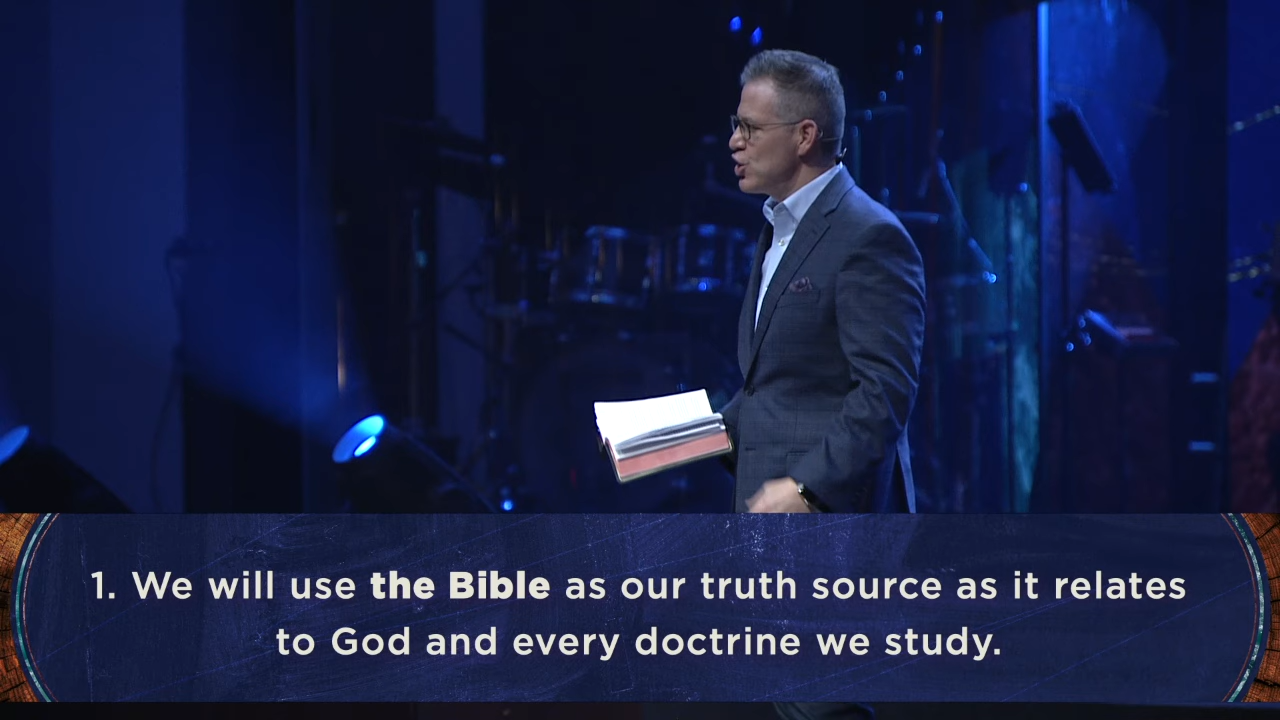 1. We will use the Bible as our truth source as it relates
to God and every doctrine we study.